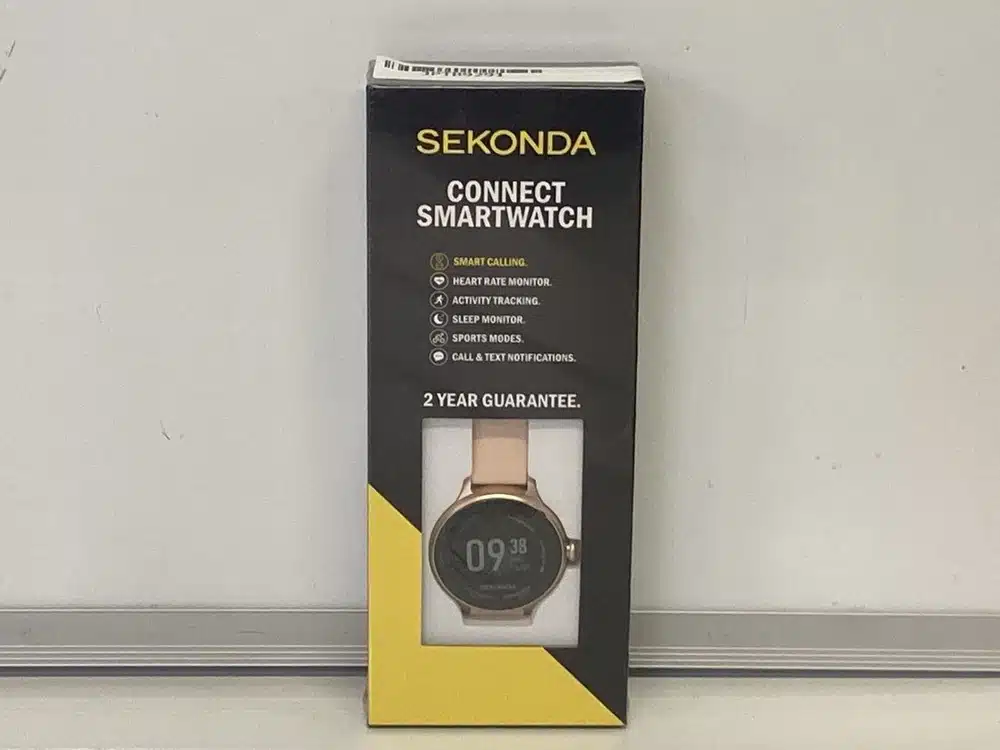 SEKONDA
CONNECT
SMARTWATCH
SMART CALLING.
HEART RATE MONITOR.
ACTIVITY TRACKING.
SLEEP MONITOR.
SPORTS MODES.
CALL & TEXT NOTIFICATIONS.
2 YEAR GUARANTEE.
09 38